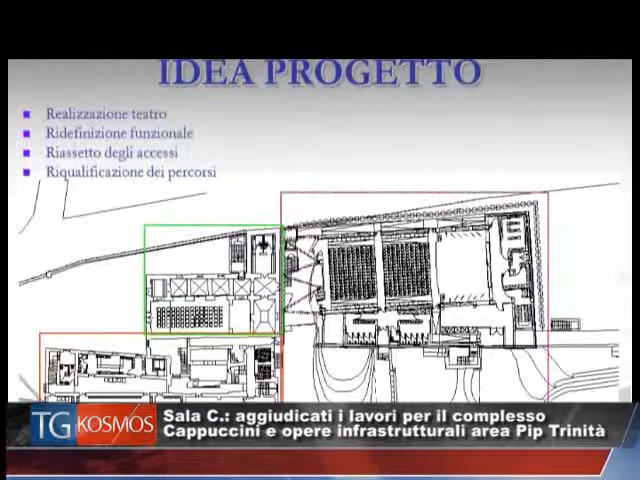 IDEA PROGETTO
Realizzazione teatro
Ridefinizione funzionale
Riassetto degli accessi
Riqualificazione dei percorsi
TG KOSMOS
Sala C.: aggiudicati i lavori per il complesso
Cappuccini e opere infrastrutturali area Pip Trinità